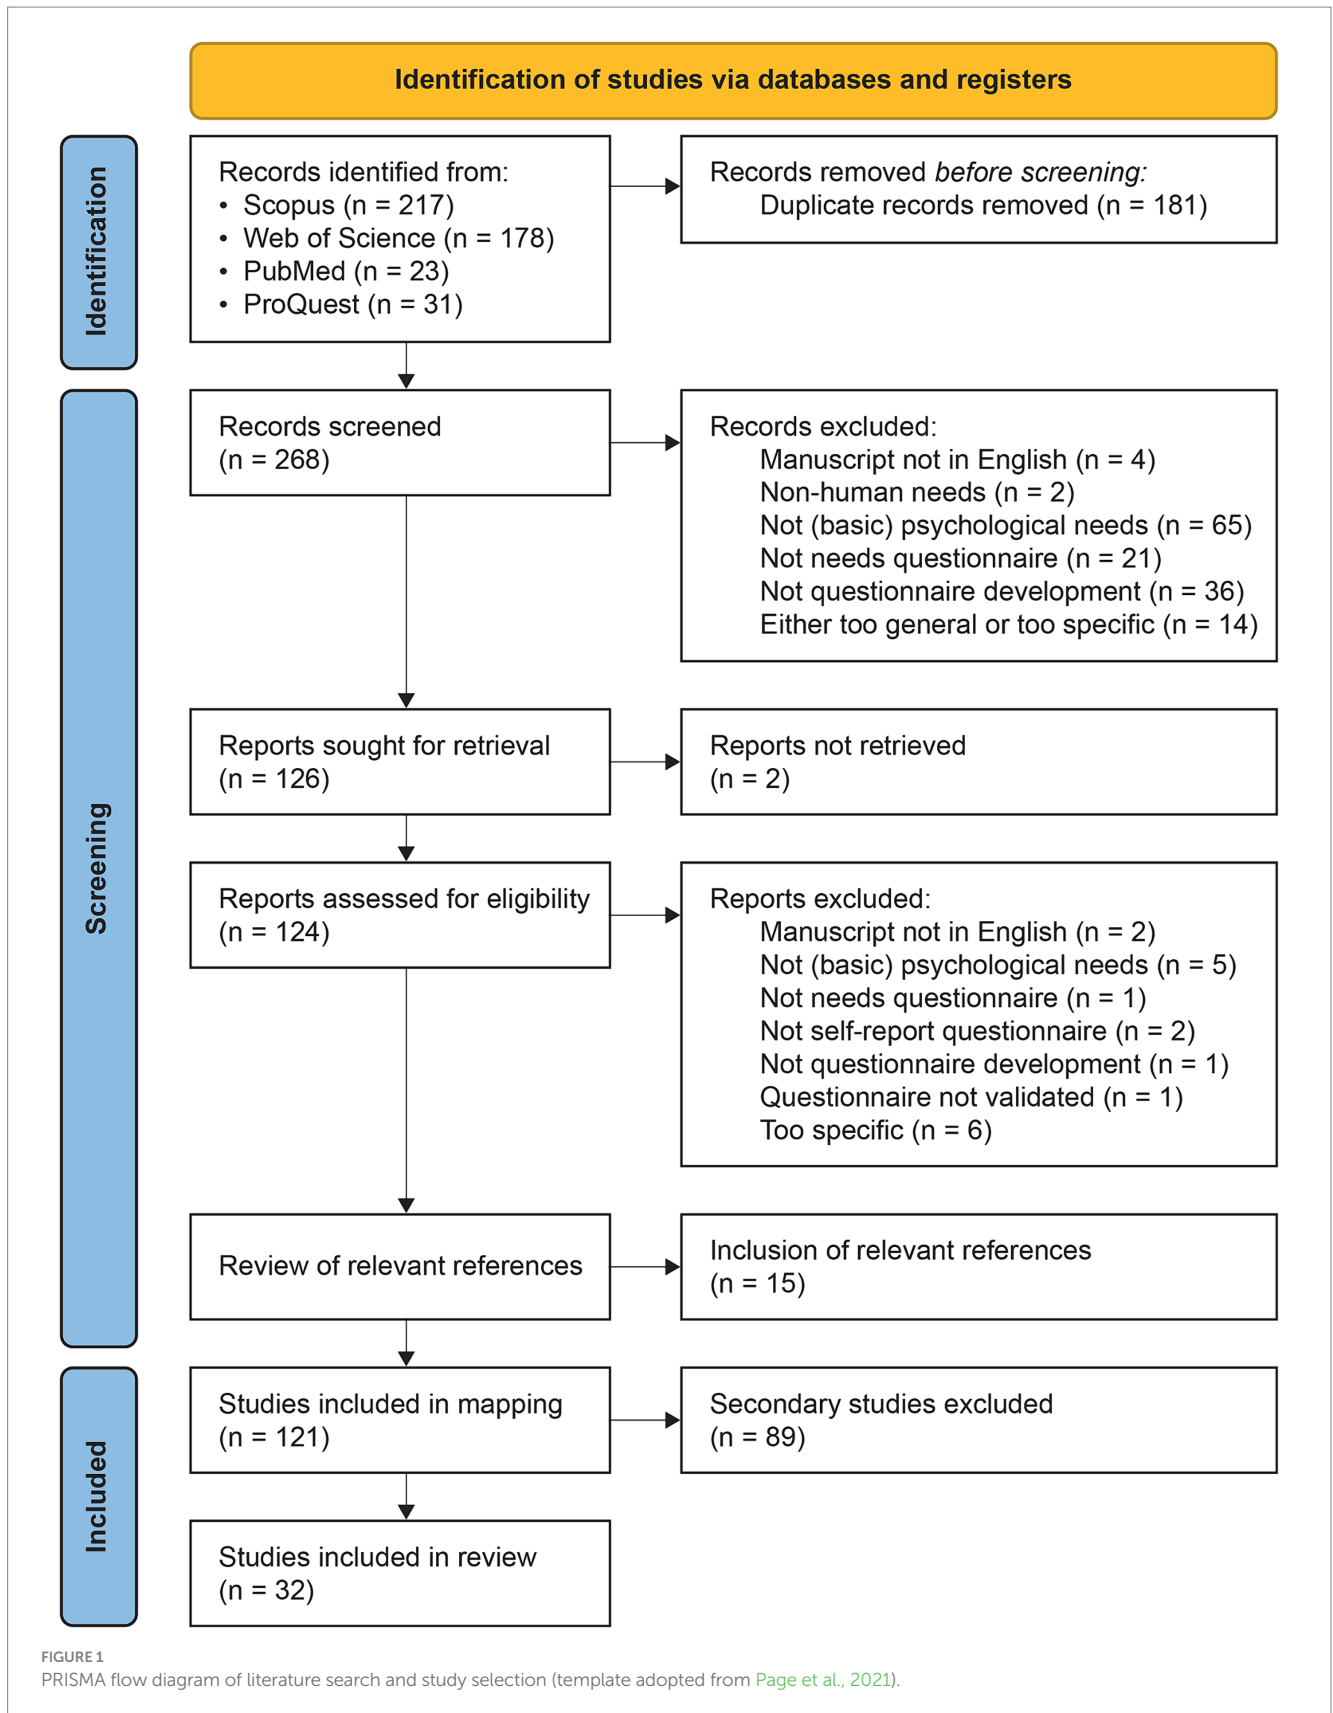 Identification of studies via databases and registers
Identification
Records identified from:
• Scopus (n = 217)
• Web of Science (n = 178)
• PubMed (n = 23)
• ProQuest (n = 31)
Records removed before screening:
Duplicate records removed (n = 181)
Screening
Records screened
(n = 268)
Records excluded:
Manuscript not in English (n = 4)
Non-human needs (n = 2)
Not (basic) psychological needs (n = 65)
Not needs questionnaire (n = 21)
Not questionnaire development (n = 36)
Either too general or too specific (n = 14)
Reports sought for retrieval
(n = 126)
Reports not retrieved
(n = 2)
Reports assessed for eligibility
(n = 124)
Reports excluded:
Manuscript not in English (n = 2)
Not (basic) psychological needs (n = 5)
Not needs questionnaire (n = 1)
Not self-report questionnaire (n = 2)
Not questionnaire development (n = 1)
Questionnaire not validated (n = 1)
Too specific (n = 6)
Review of relevant references
Inclusion of relevant references
(n = 15)
Included
Studies included in mapping
(n = 121)
Secondary studies excluded
(n = 89)
Studies included in review
(n = 32)
FIGURE 1
PRISMA flow diagram of literature search and study selection (template adopted from Page et al., 2021).